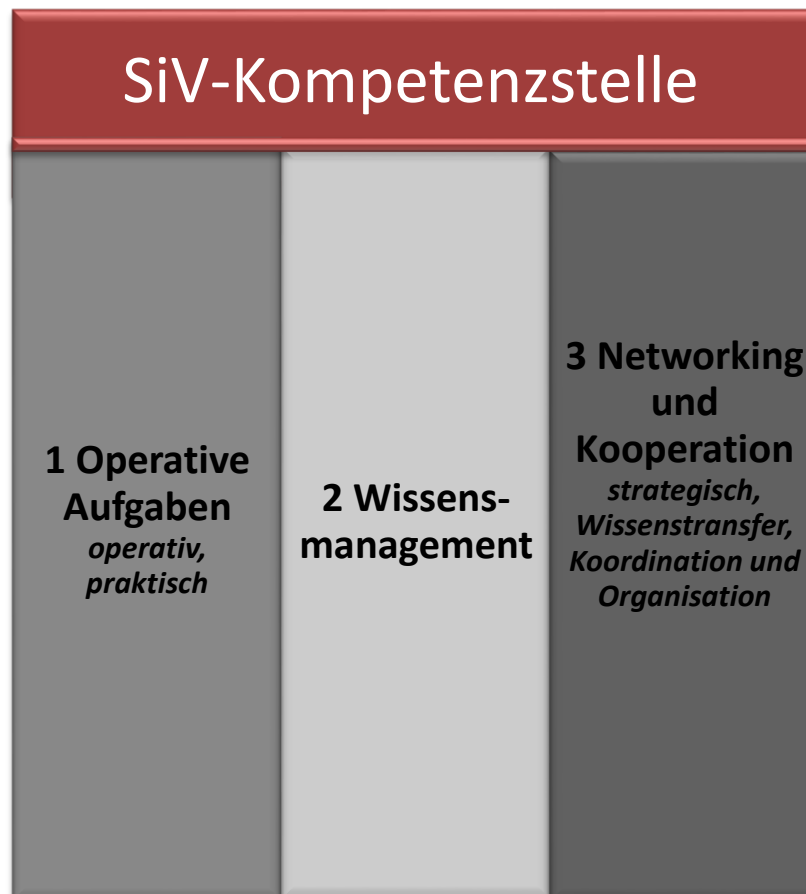 SiV-Kompetenzstelle
1 Operative
Aufgaben
operativ,
praktisch
2 Wissens-
management
3 Networking
und
Kooperation
strategisch,
Wissenstransfer,
Koordination und
Organisation